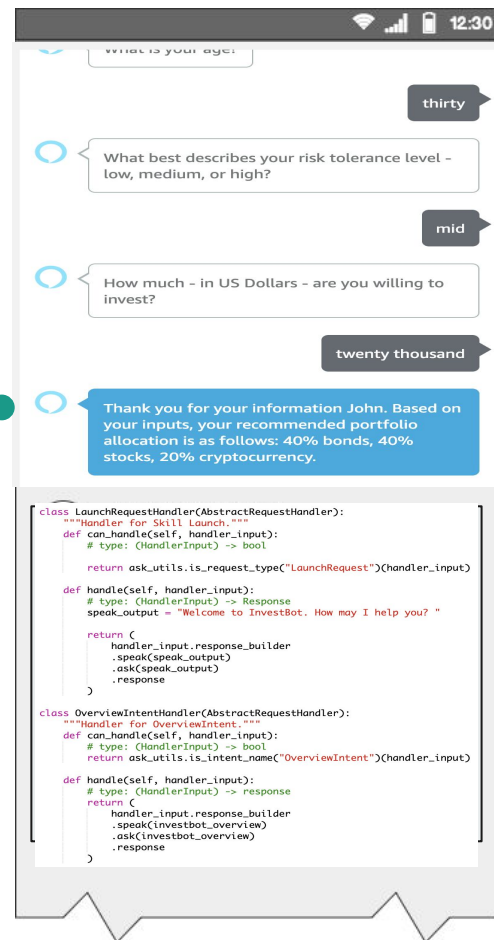 12:30
What is your age?
thirty
What best describes your risk tolerance level -
low, medium, or high?
mid
How much - in US Dollars - are you willing to
invest?
twenty thousand
Thank you for your information John. Based on
your inputs, your recommended portfolio
allocation is as follows: 40% bonds, 40%
stocks, 20% cryptocurrency.
class LaunchRequestHandler(AbstractRequestHandler):
    """Handler for Skill Launch."""
    def can_handle(self, handler_input):
        # type: (HandlerInput) -> bool
        return ask_utils.is_request_type("LaunchRequest")(handler_input)
    def handle(self, handler_input):
        # type: (HandlerInput) -> Response
        speak_output = "Welcome to InvestBot. How may I help you? "
        return (
            handler_input.response_builder
            .speak(speak_output)
            .ask(speak_output)
            .response
        )
class OverviewIntentHandler(AbstractRequestHandler):
    """Handler for OverviewIntent."""
    def can_handle(self, handler_input):
        # type: (HandlerInput) -> bool
        return ask_utils.is_intent_name("OverviewIntent")(handler_input)
    def handle(self, handler_input):
        # type: (HandlerInput) -> response
        return (
            handler_input.response_builder
            .speak(investbot_overview)
            .ask(investbot_overview)
            .response
        )